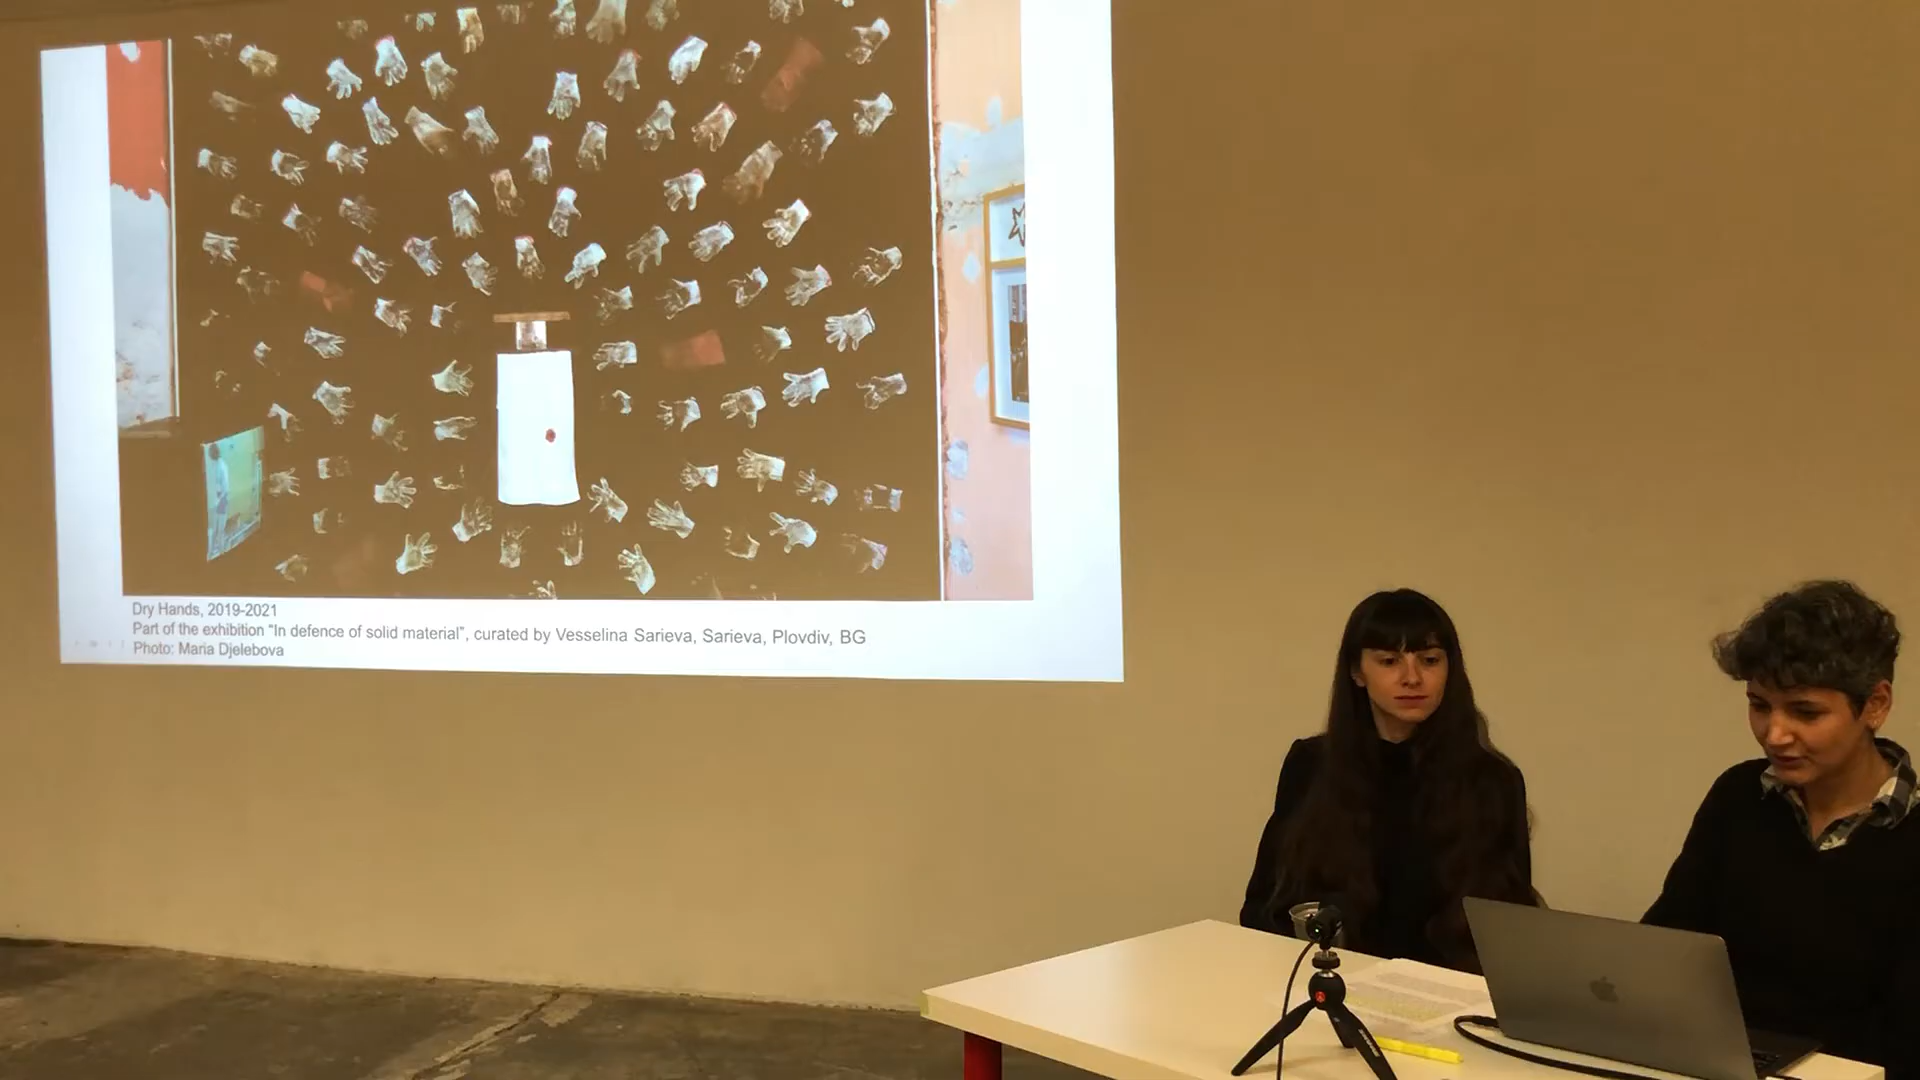 Dry Hands, 2019-2021
Part of the exhibition "In defence of solid material", curated by Vesselina Sarieva, Sarieva, Plovdiv, BG
Photo: Maria Djelebova